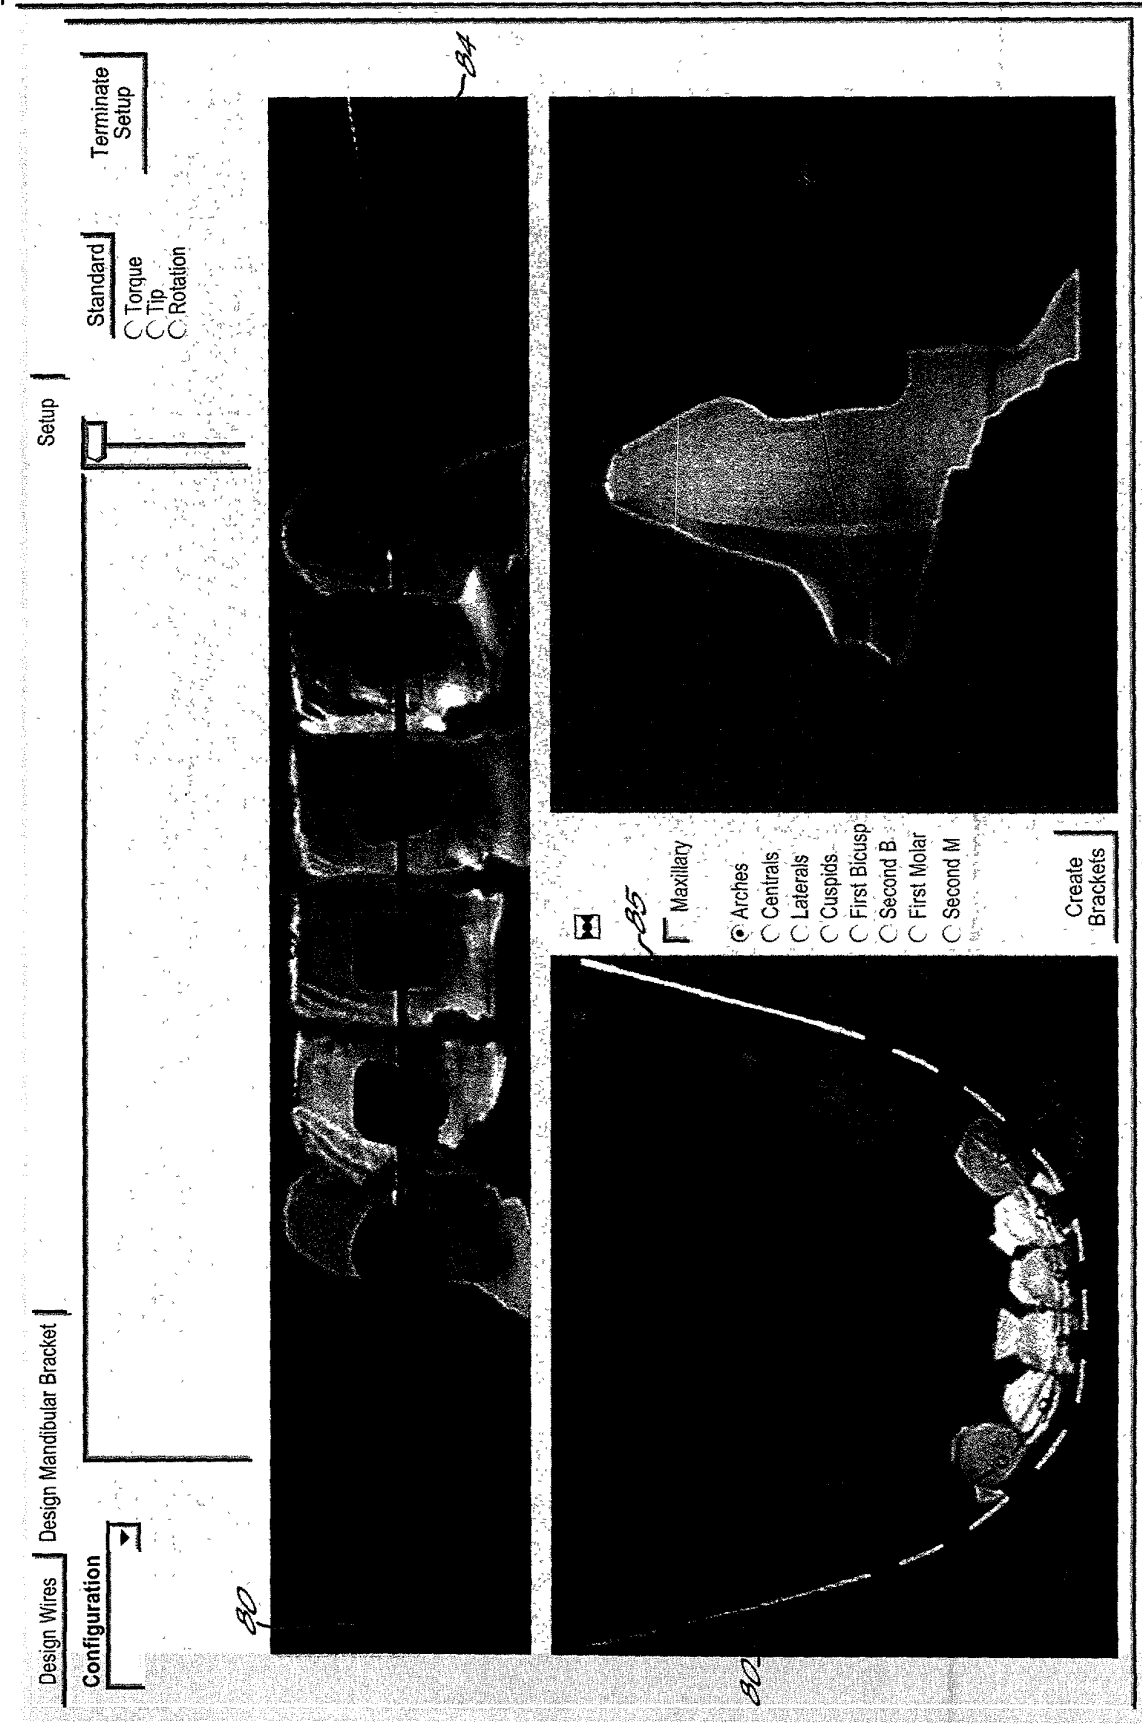 Design Wires
Design Mandibular Bracket
Setup
Configuration
Standard
Torque
Tip
Rotation
Terminate
Setup
80
84
80
85
Maxillary
Arches
Centrals
Laterals
Cuspids
First Bicusp
Second B
First Molar
Second M
Create
Brackets